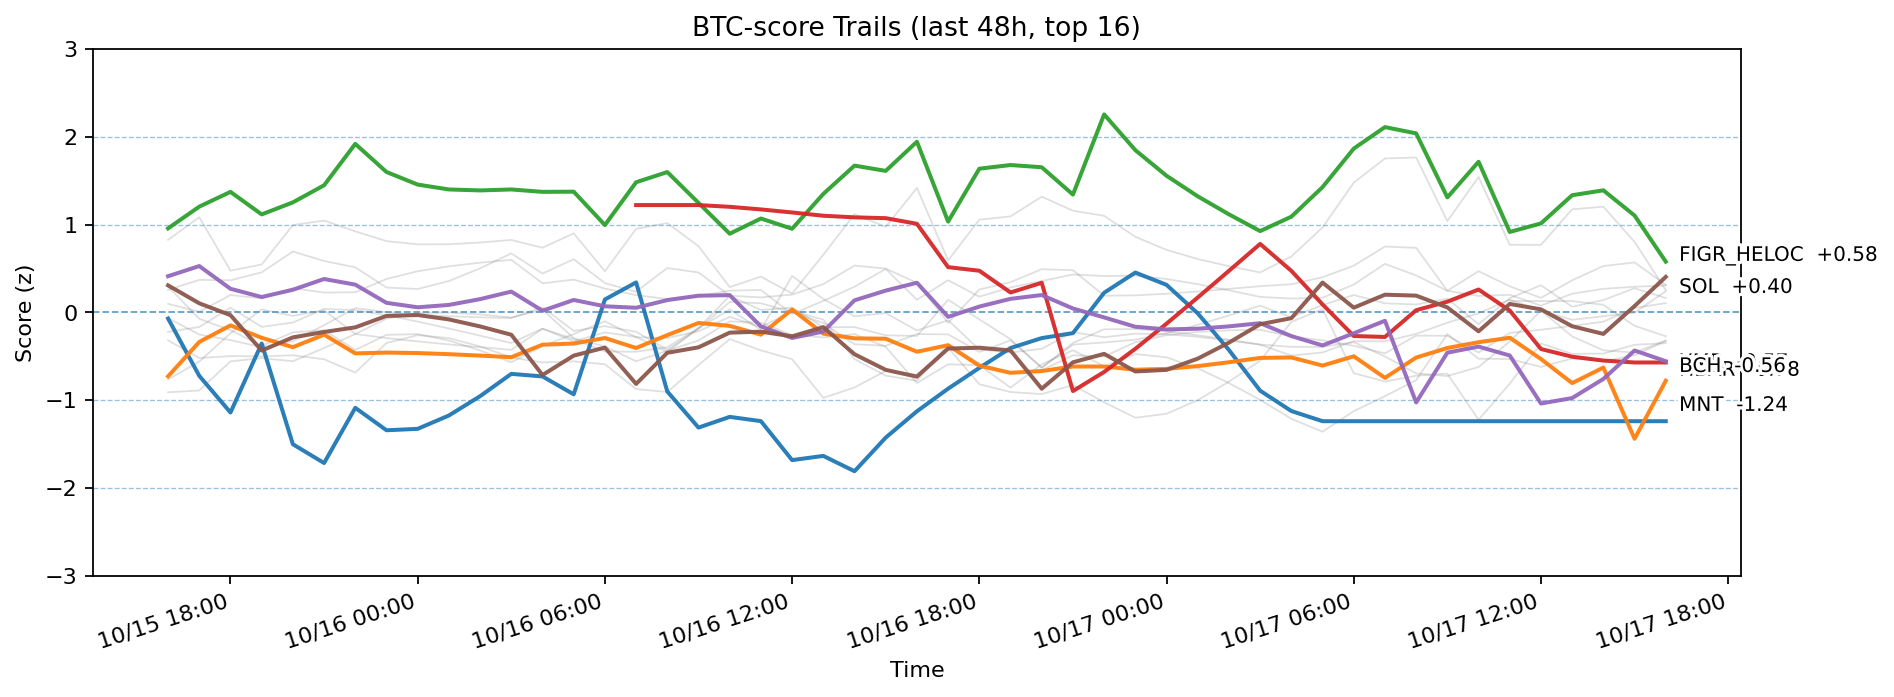 BTC-score Trails (last 48h, top 16)
Score (z)
3
2
1
0
−1
−2
−3
FIGR_HELOC +0.58
SOL +0.40
BCH -0.56
MNT -1.24
10/15 18:00
10/16 00:00
10/16 06:00
10/16 12:00
10/16 18:00
10/17 00:00
10/17 06:00
10/17 12:00
10/17 18:00
Time